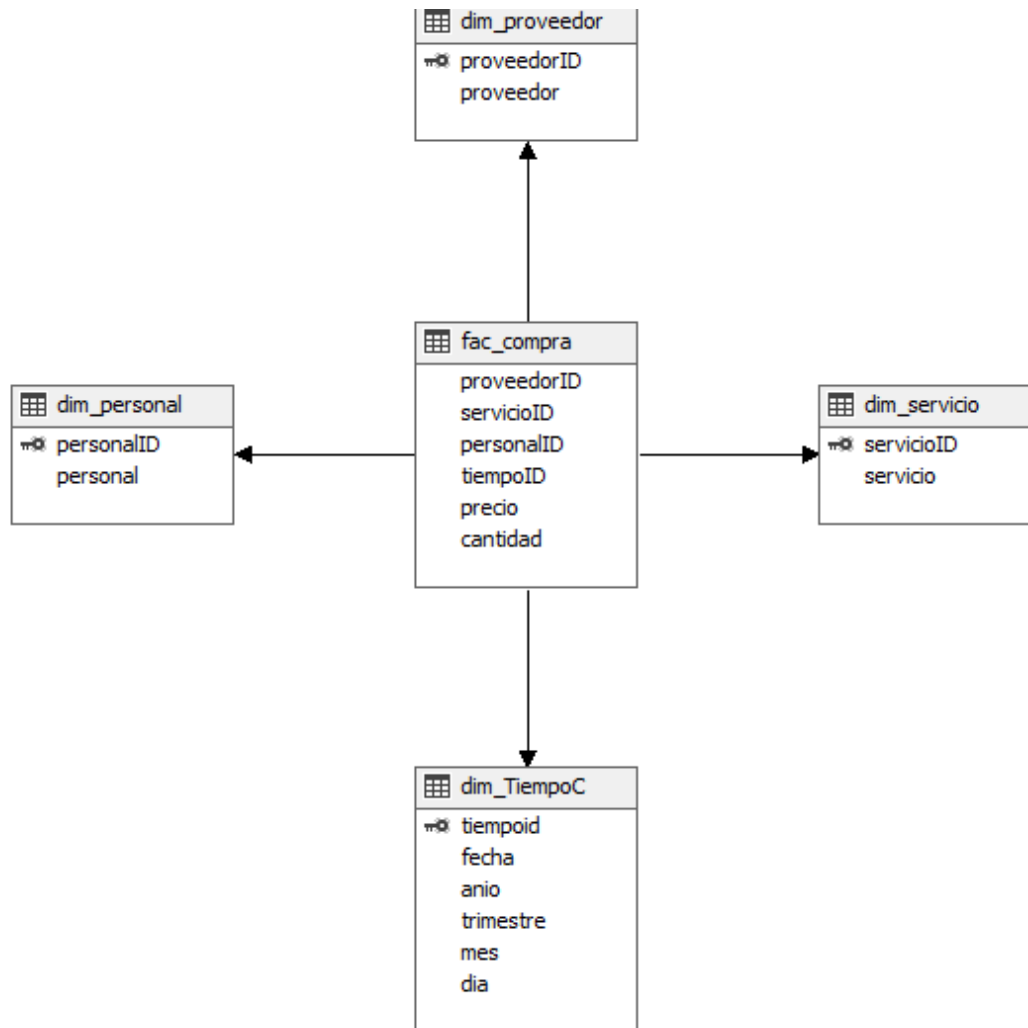 dim_proveedor
proveedorID
proveedor
fac_compra
proveedorID
servicioID
personalID
tiempoID
precio
cantidad
dim_personal
personalID
personal
dim_servicio
servicioID
servicio
dim_TiempoC
tiempoid
fecha
anio
trimestre
mes
dia